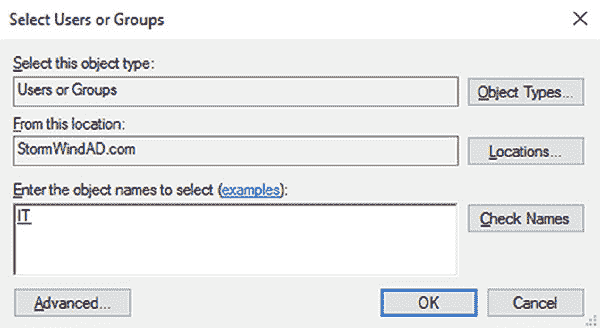 Select Users or Groups
Select this object type:
Users or Groups
Object Types...
From this location:
StormWindAD.com
Locations...
Enter the object names to select (examples):
IT
Check Names
Advanced...
OK
Cancel